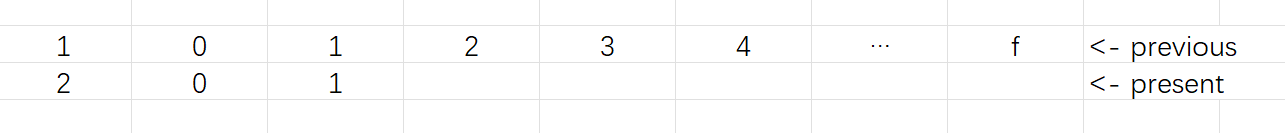 1 0 1 2 3 4 ... f <- previous
2 0 1 <- present